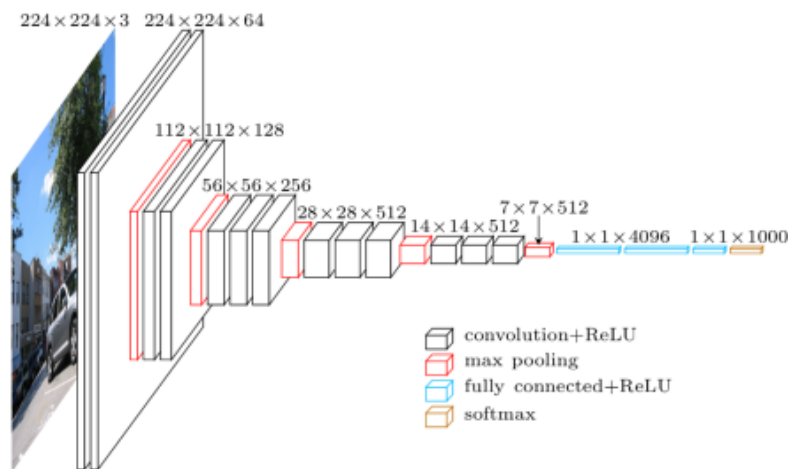 224×224×3
224×224×64
112×112×128
56×56×256
28×28×512
14×14×512
7×7×512
1×1×4096
1×1×1000
convolution+ReLU
max pooling
fully connected+ReLU
softmax